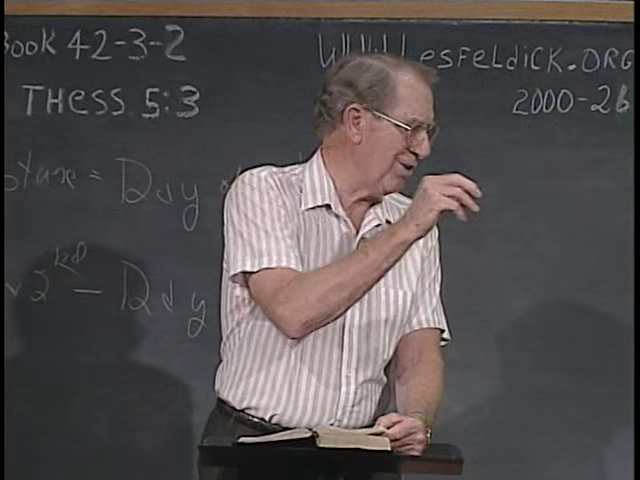 Book 42-3-2
THESS 5:3
WWW.LESFELDICK.ORG
2000-2B
= Day
- Day